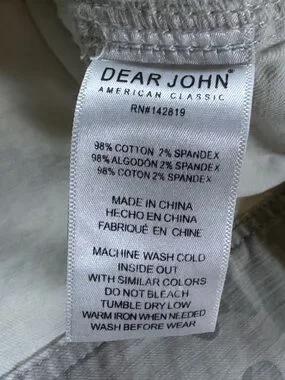 DEAR JOHN®
AMERICAN CLASSIC
RN#142819
98% COTTON 2% SPANDEX
98% ALGODÓN 2% SPANDEX
98% COTON 2% SPANDEX
MADE IN CHINA
HECHO EN CHINA
FABRIQUÉ EN CHINE
MACHINE WASH COLD
INSIDE OUT
WITH SIMILAR COLORS
DO NOT BLEACH
TUMBLE DRY LOW
WARM IRON WHEN NEEDED
WASH BEFORE WEAR